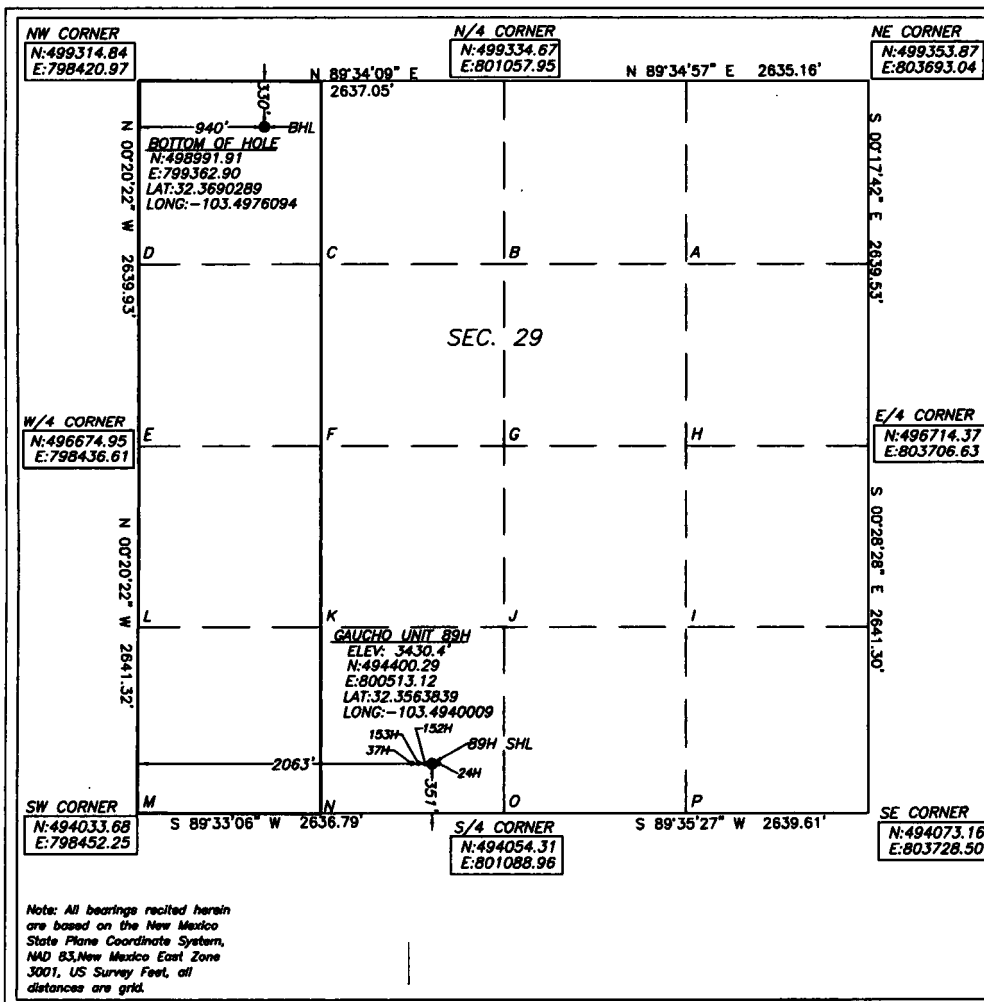 NW CORNER
N:499314.84
E:798420.97
N/4 CORNER
N:499334.67
E:801057.95
NE CORNER
N:499353.87
E:803693.04
N 89°34'09" E
2637.05'
N 89°34'57" E 2635.16'
330'
940'
BHL
BOTTOM OF HOLE
N:498991.91
E:799362.90
LAT:32.3690289
LONG:-103.4976094
N 00°20'22" W 2639.93'
S 00°17'42" E 2639.53'
D
C
B
A
SEC. 29
W/4 CORNER
N:496674.95
E:798436.61
E
F
G
H
E/4 CORNER
N:496714.37
E:803706.63
N 00°20'22" W 2641.32'
S 00°28'28" E 2641.30'
L
K
J
I
GAUCHO UNIT 89H
ELEV: 3430.4'
N:494400.29
E:800513.12
LAT:32.3563839
LONG:-103.4940009
153H
152H
37H
89H SHL
24H
2063'
351'
M
N
O
P
SW CORNER
N:494033.68
E:798452.25
S 89°33'06" W 2636.79'
S/4 CORNER
N:494054.31
E:801088.96
S 89°35'27" W 2639.61'
SE CORNER
N:494073.16
E:803728.50
Note: All bearings recited herein
are based on the New Mexico
State Plane Coordinate System,
NAD 83,New Mexico East Zone
3001, US Survey Feet, all
distances are grid.